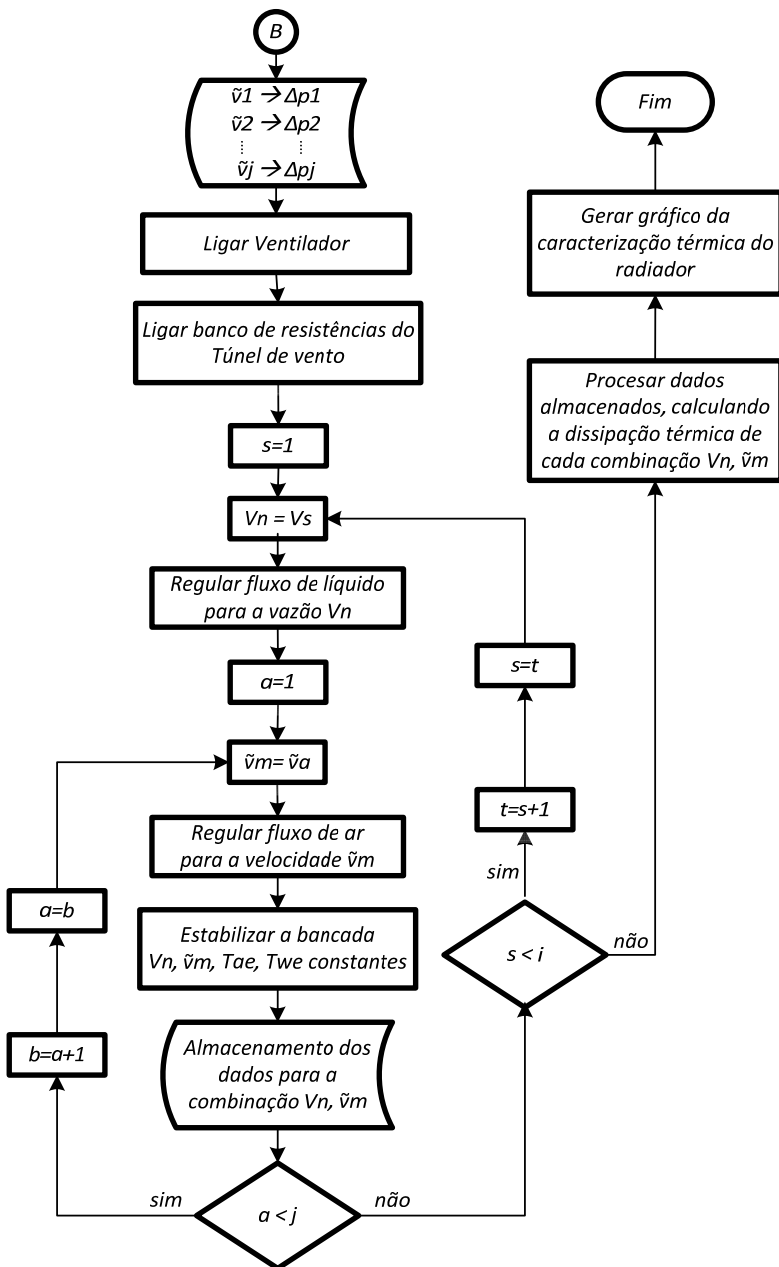 B
ṽ1 → Δp1
ṽ2 → Δp2
⋮ ⋮
ṽj → Δpj
Ligar Ventilador
Ligar banco de resistências do
Túnel de vento
s=1
Vn = Vs
Regular fluxo de líquido
para a vazão Vn
a=1
ṽm= ṽa
Regular fluxo de ar
para a velocidade ṽm
Estabilizar a bancada
Vn, ṽm, Tae, Twe constantes
Almacenamento dos
dados para a
combinação Vn, ṽm
a < j
sim
não
b=a+1
a=b
s < i
sim
não
t=s+1
s=t
Procesar dados
almacenados, calculando
a dissipação térmica de
cada combinação Vn, ṽm
Gerar gráfico da
caracterização térmica do
radiador
Fim